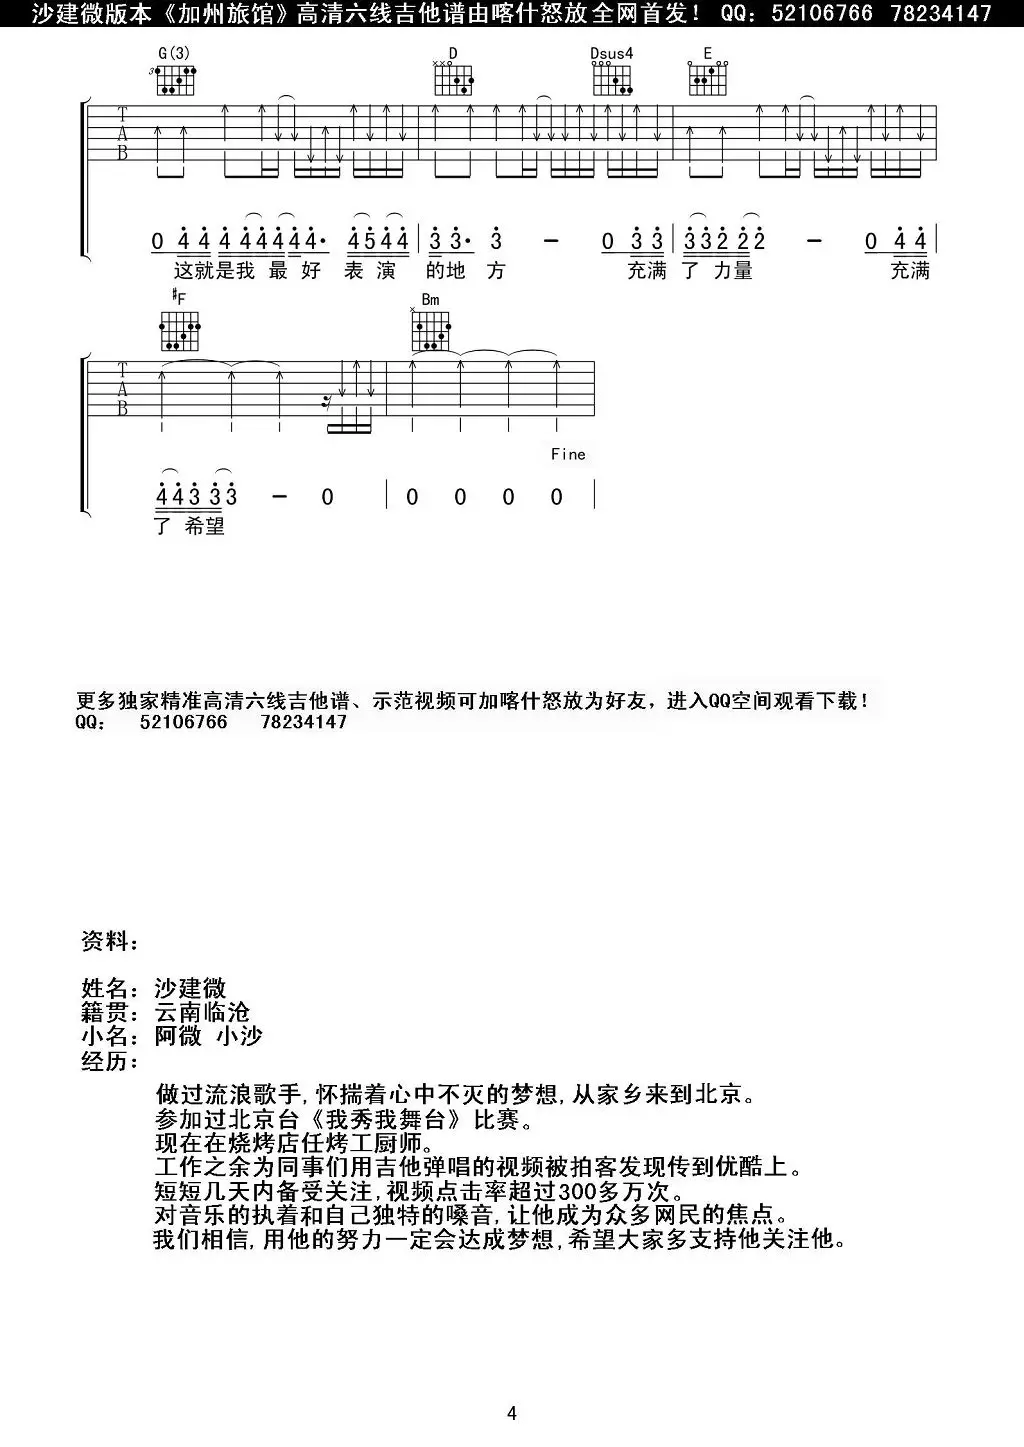 沙建微版本《加州旅馆》高清六线吉他谱由喀什怒放全网首发！ QQ：52106766 78234147
G(3) D Dsus4 E
3
T
A
B
0 4 4 4 4 4 4 4 4· 4 5 4 4 | 3 3· 3 － 0 3 3 | 3 3 2 2 2 － 0 4 4 |
这就是我 最 好 表 演 的地 方 充满 了 力量 充满
#F Bm
T
A
B
Fine
4 4 3 3 3 － 0 | 0 0 0 0 |
了 希望
更多独家精准高清六线吉他谱、示范视频可加喀什怒放为好友，进入QQ空间观看下载！
QQ： 52106766 78234147
资料：
姓名：沙建微
籍贯：云南临沧
小名：阿微 小沙
经历：
做过流浪歌手，怀揣着心中不灭的梦想，从家乡来到北京。
参加过北京台《我秀我舞台》比赛。
现在在烧烤店任烤工厨师。
工作之余为同事们用吉他弹唱的视频被拍客发现传到优酷上。
短短几天内备受关注，视频点击率超过300多万次。
对音乐的执着和自己独特的嗓音，让他成为众多网民的焦点。
我们相信，用他的努力一定会达成梦想，希望大家多支持他关注他。
4